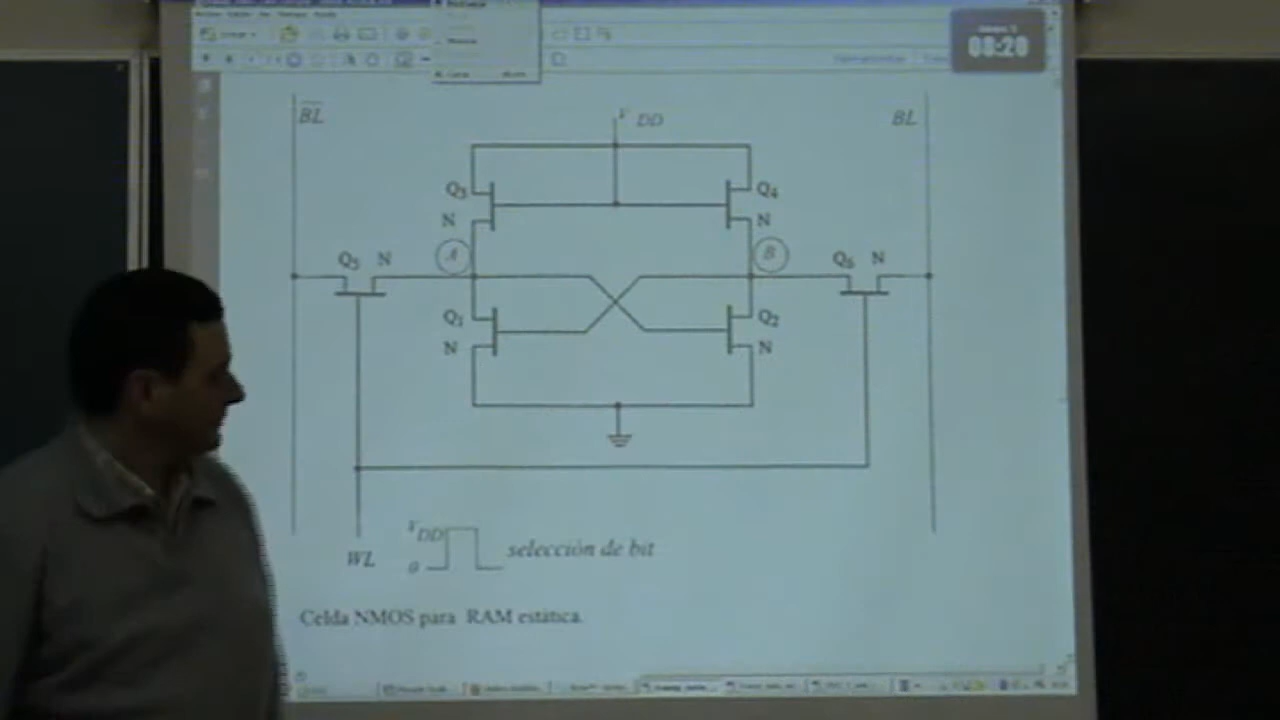 08:20
B̅L̅
V DD
BL
Q3
Q4
N
N
A
B
Q5 N
Q6 N
Q1
Q2
N
N
V DD
0
selección de bit
WL
Celda NMOS para RAM estática.